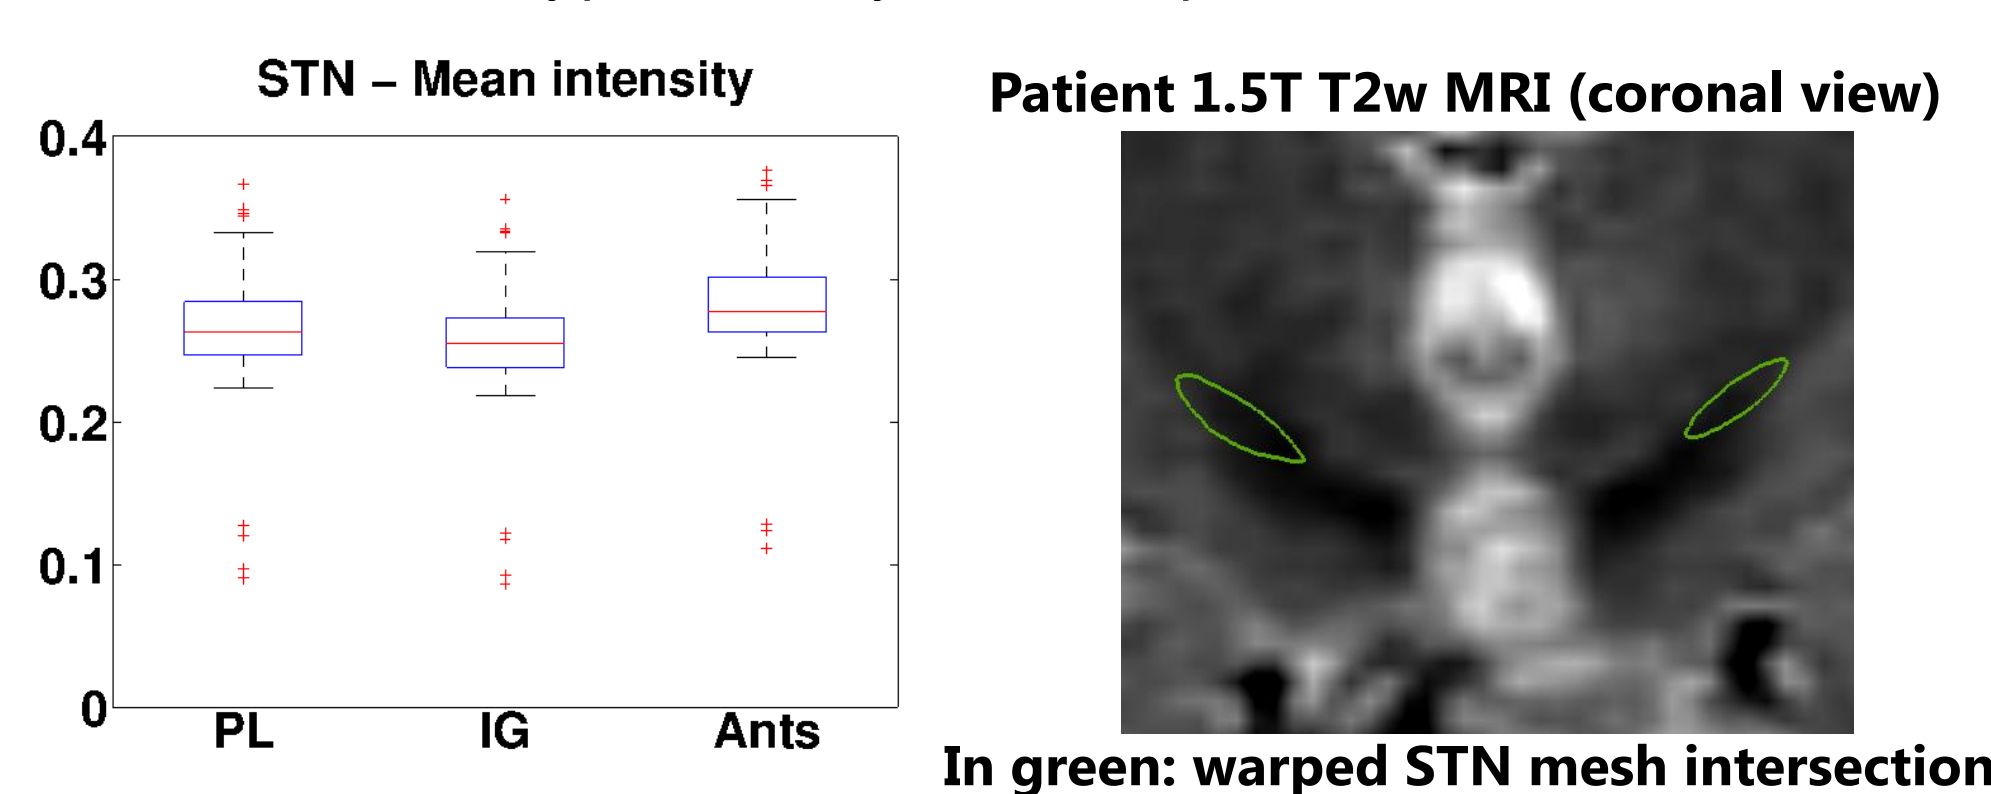 STN – Mean intensity
0.4
0.3
0.2
0.1
0
PL IG Ants
Patient 1.5T T2w MRI (coronal view)
In green: warped STN mesh intersection